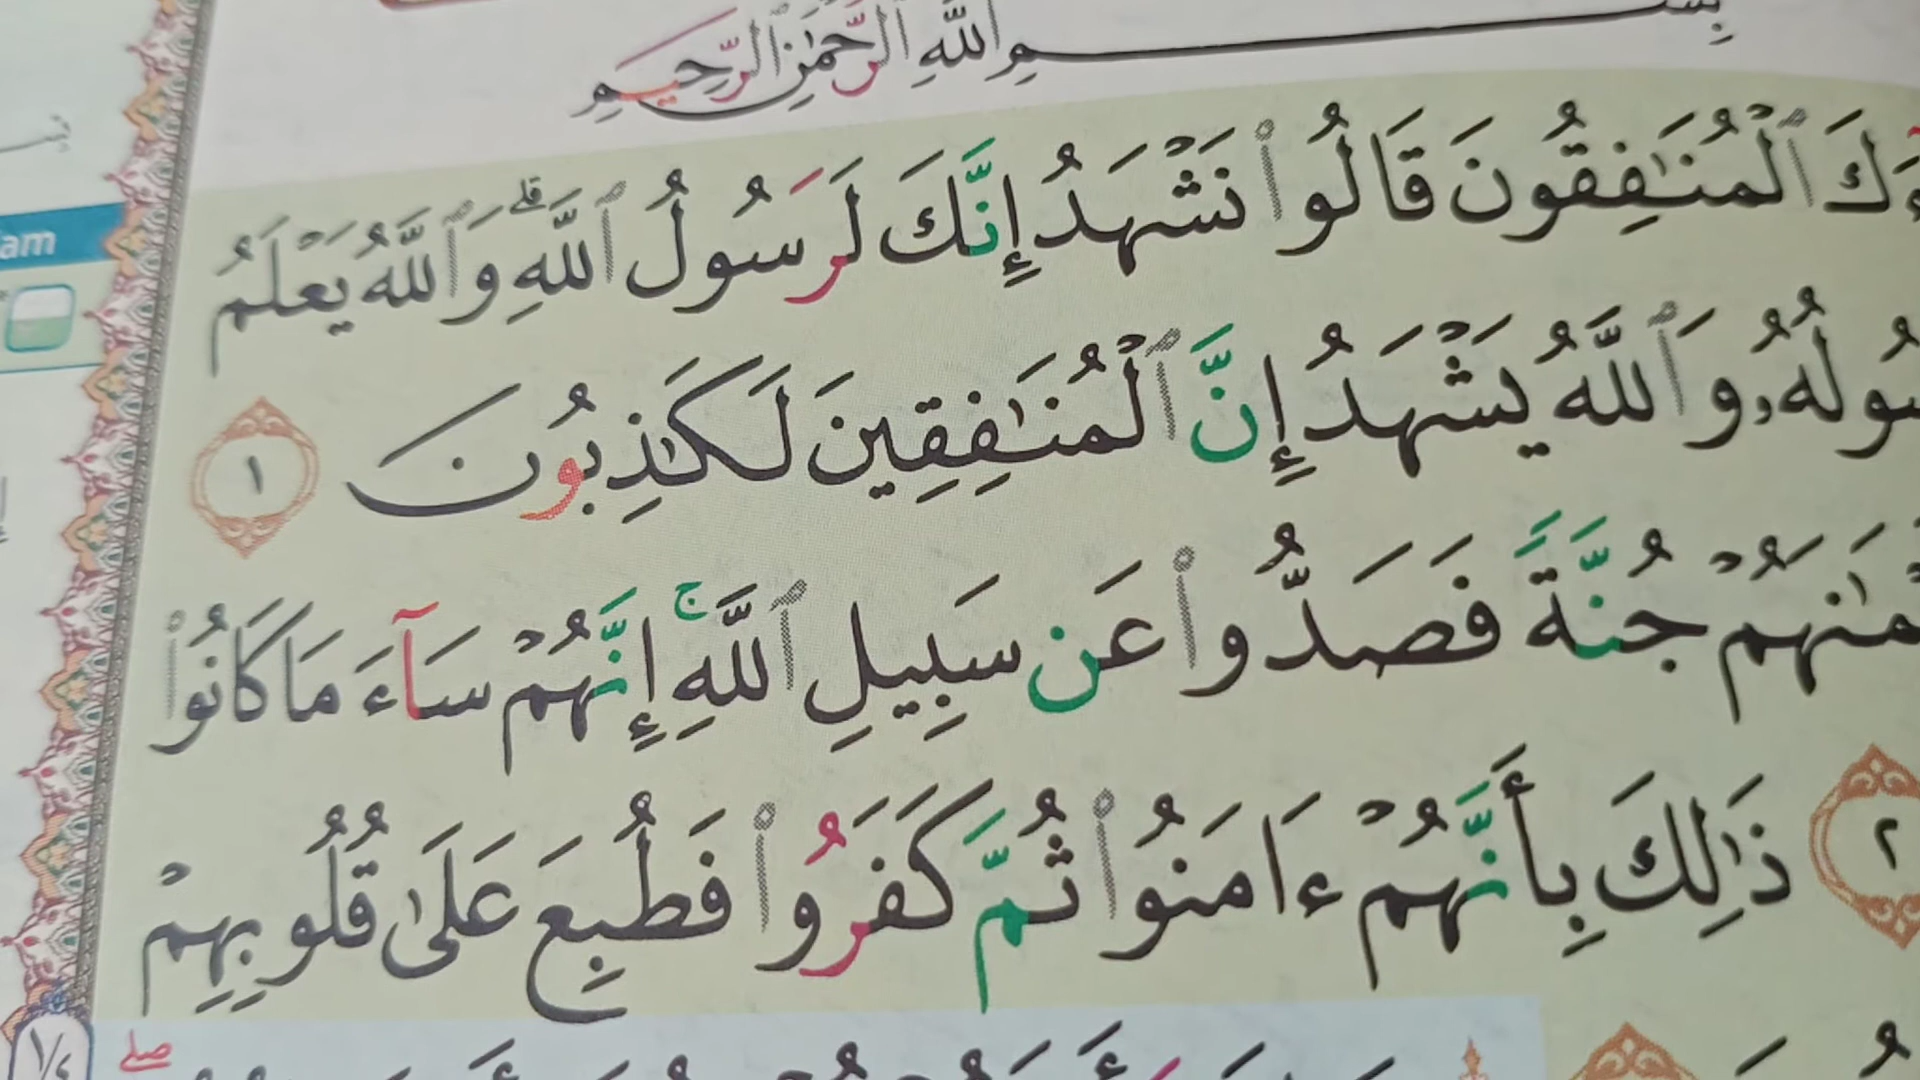 بِسْمِ ٱللَّهِ ٱلرَّحْمَٰنِ ٱلرَّحِيمِ
ٱلْمُنَٰفِقُونَ قَالُوا۟ نَشْهَدُ إِنَّكَ لَرَسُولُ ٱللَّهِ ۗ وَٱللَّهُ يَعْلَمُ
وَٱللَّهُ يَشْهَدُ إِنَّ ٱلْمُنَٰفِقِينَ لَكَٰذِبُونَ ١
جُنَّةً فَصَدُّوا۟ عَن سَبِيلِ ٱللَّهِ ۚ إِنَّهُمْ سَآءَ مَا كَانُوا۟
٢ ذَٰلِكَ بِأَنَّهُمْ ءَامَنُوا۟ ثُمَّ كَفَرُوا۟ فَطُبِعَ عَلَىٰ قُلُوبِهِمْ